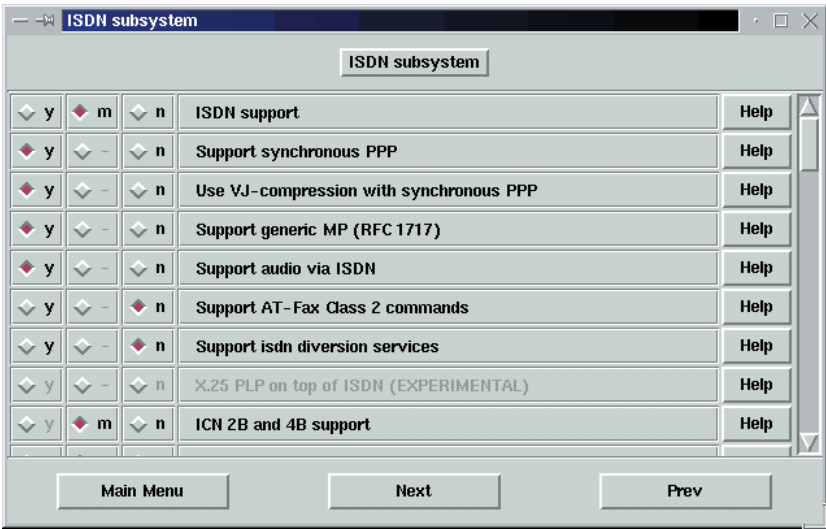 ISDN subsystem
ISDN subsystem
y m n ISDN support Help
y - n Support synchronous PPP Help
y - n Use VJ-compression with synchronous PPP Help
y - n Support generic MP (RFC 1717) Help
y - n Support audio via ISDN Help
y - n Support AT-Fax Class 2 commands Help
y - n Support isdn diversion services Help
y - n X.25 PLP on top of ISDN (EXPERIMENTAL) Help
y m n ICN 2B and 4B support Help
Main Menu Next Prev